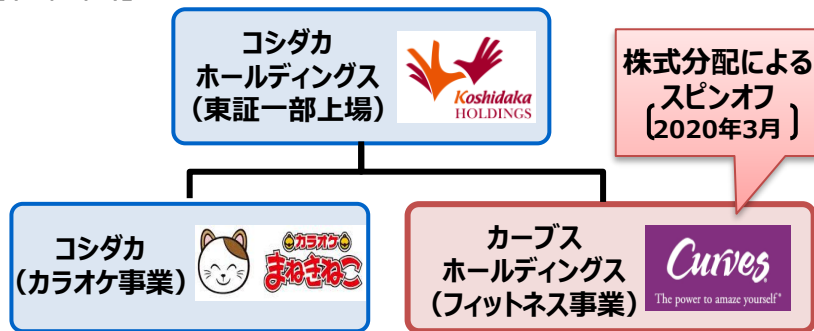 コシダカ
ホールディングス
（東証一部上場）
Koshidaka
HOLDINGS
株式分配による
スピンオフ
〔2020年3月〕
コシダカ
（カラオケ事業）
カラオケ
まねきねこ
カーブス
ホールディングス
（フィットネス事業）
Curves
The power to amaze yourself®